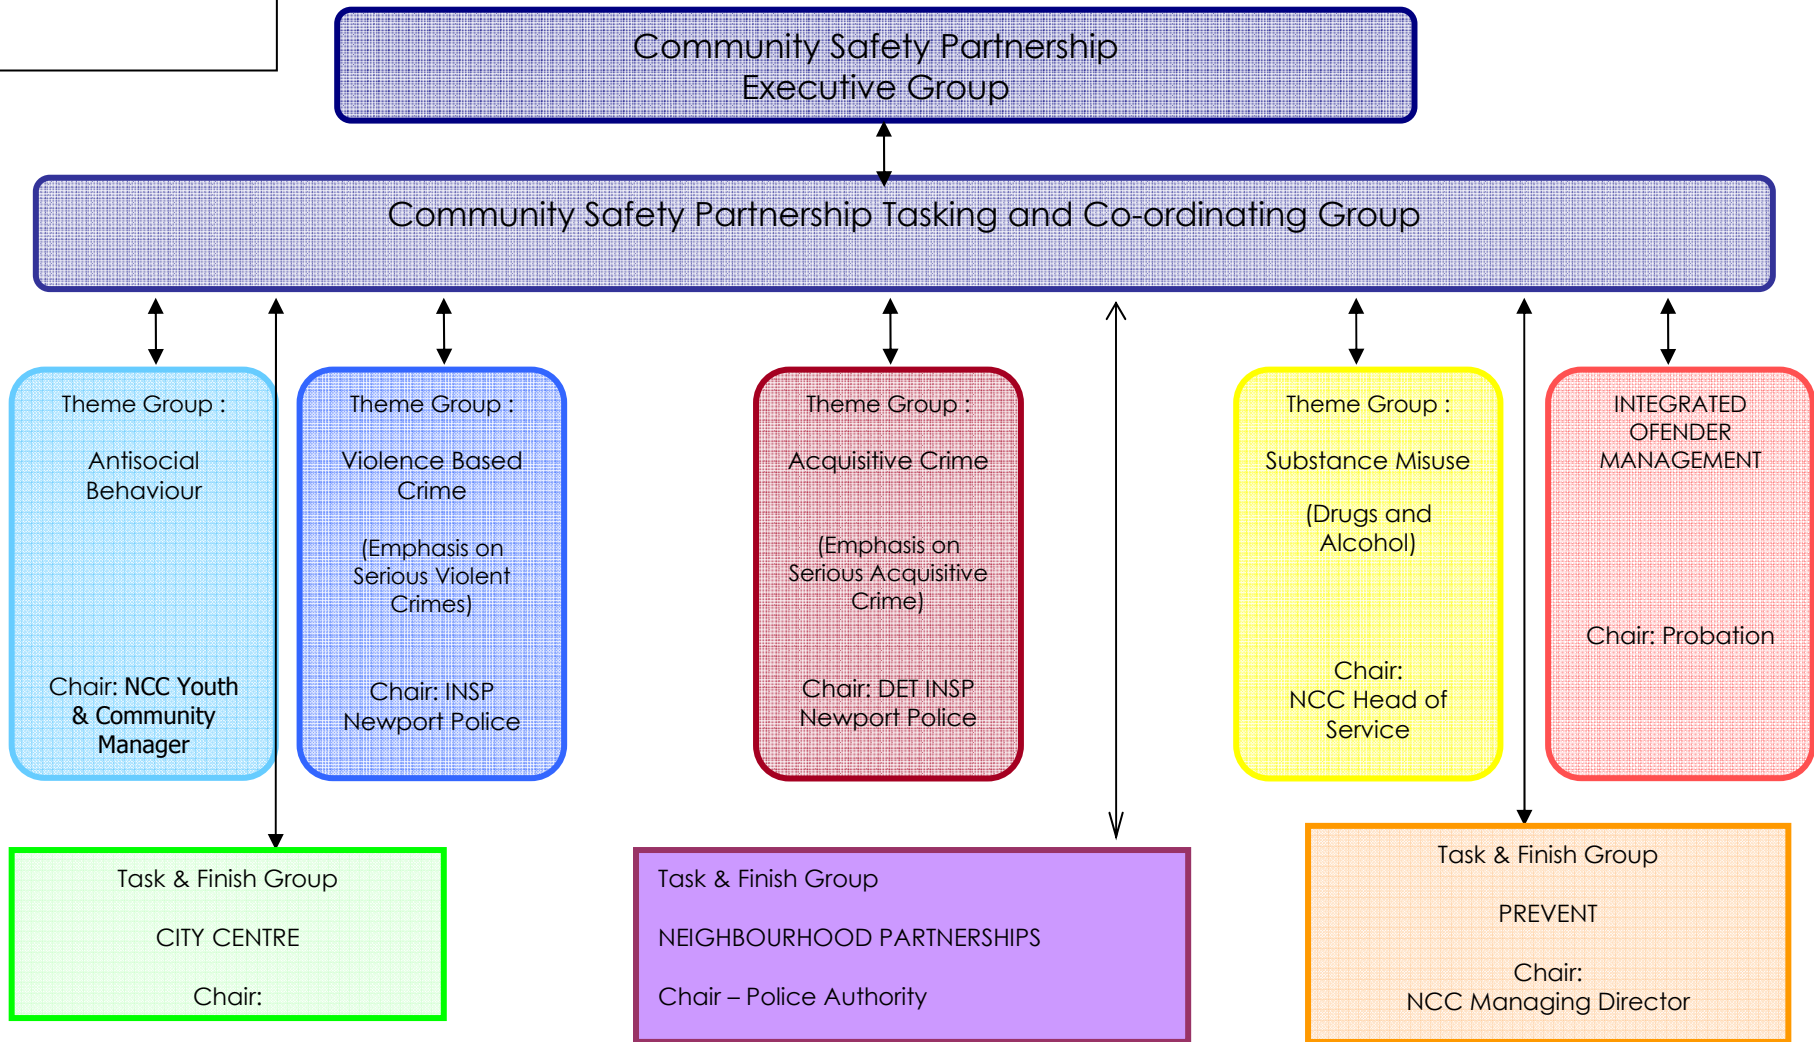 Community Safety Partnership
Executive Group
Community Safety Partnership Tasking and Co-ordinating Group
Theme Group :
Antisocial
Behaviour
Chair: NCC Youth
& Community
Manager
Theme Group :
Violence Based
Crime
(Emphasis on
Serious Violent
Crimes)
Chair: INSP
Newport Police
Theme Group :
Acquisitive Crime
(Emphasis on
Serious Acquisitive
Crime)
Chair: DET INSP
Newport Police
Theme Group :
Substance Misuse
(Drugs and
Alcohol)
Chair:
NCC Head of
Service
INTEGRATED
OFENDER
MANAGEMENT
Chair: Probation
Task & Finish Group
CITY CENTRE
Chair:
Task & Finish Group
NEIGHBOURHOOD PARTNERSHIPS
Chair – Police Authority
Task & Finish Group
PREVENT
Chair:
NCC Managing Director